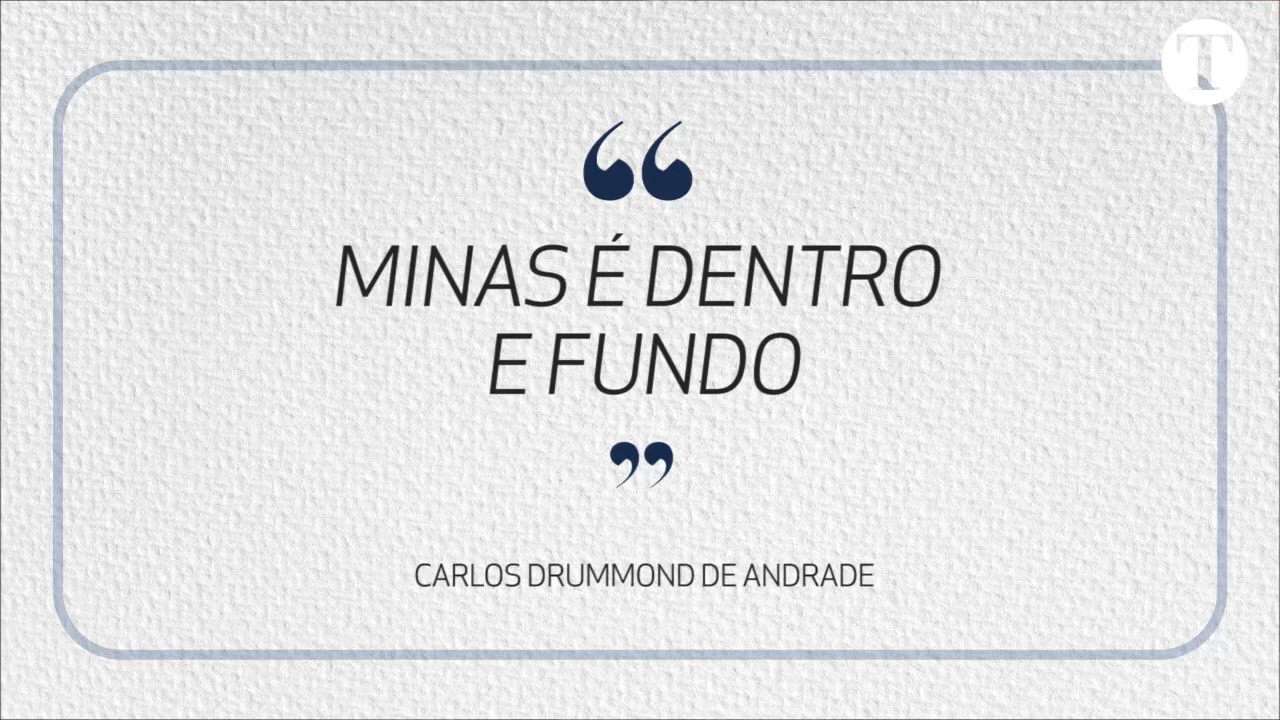 T
“
MINAS É DENTRO
E FUNDO
”
CARLOS DRUMMOND DE ANDRADE